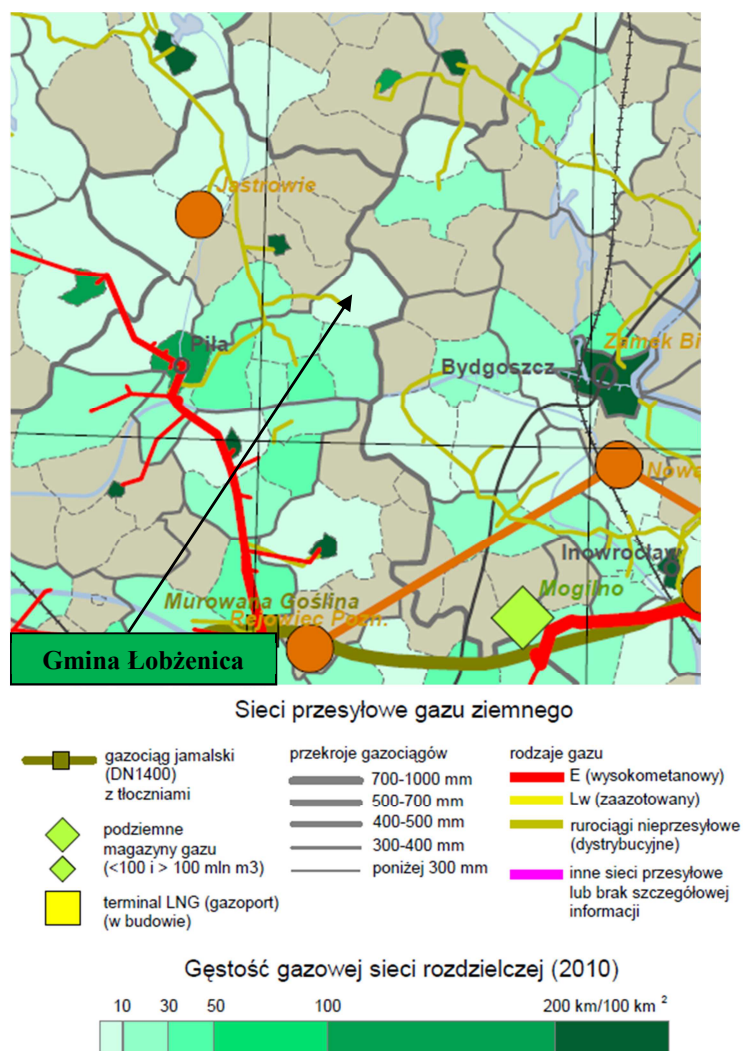 Jastrowie
Piła
Zamek Bi
Bydgoszcz
Nowa
Inowrocław
Mogilno
Murowana Goślina
Rejowiec Pozn.
Gmina Łobżenica
Sieci przesyłowe gazu ziemnego
gazociąg jamalski
(DN1400)
z tłoczniami
podziemne
magazyny gazu
(<100 i > 100 mln m3)
terminal LNG (gazoport)
(w budowie)
przekroje gazociągów
700-1000 mm
500-700 mm
400-500 mm
300-400 mm
poniżej 300 mm
rodzaje gazu
E (wysokometanowy)
Lw (zaazotowany)
rurociągi nieprzesyłowe
(dystrybucyjne)
inne sieci przesyłowe
lub brak szczegółowej
informacji
Gęstość gazowej sieci rozdzielczej (2010)
10 30 50 100 200 km/100 km ²